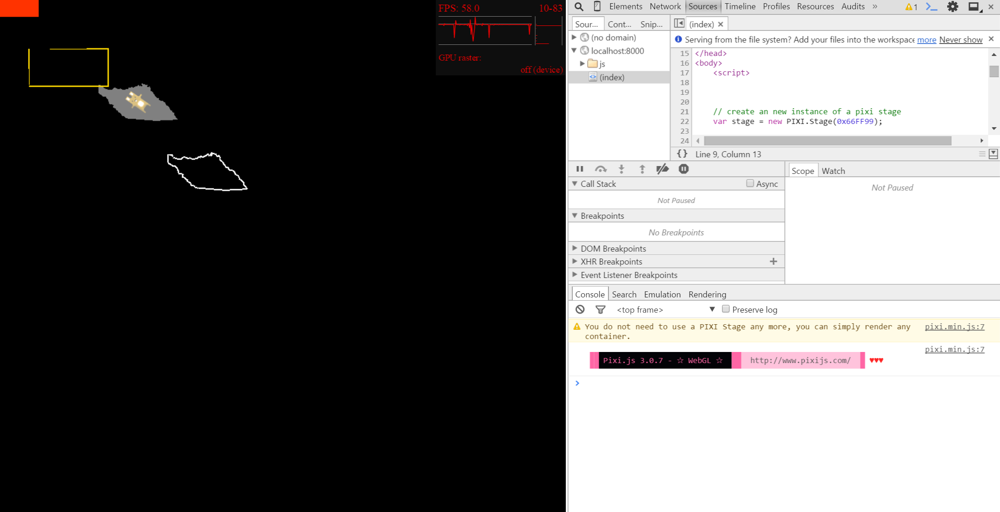 FPS: 58.0 10-83
GPU raster:
off (device)
Elements Network Sources Timeline Profiles Resources Audits » 1
Sour... Cont... Snip... (index)
(no domain)
localhost:8000
js
(index)
Serving from the file system? Add your files into the workspace more Never show
15 </head>
16 <body>
17 <script>
18
19
20
21 // create an new instance of a pixi stage
22 var stage = new PIXI.Stage(0x66FF99);
23
24
{} Line 9, Column 13
Call Stack Async
Not Paused
Breakpoints
No Breakpoints
DOM Breakpoints
XHR Breakpoints
Event Listener Breakpoints
Scope Watch
Not Paused
Console Search Emulation Rendering
<top frame> Preserve log
You do not need to use a PIXI Stage any more, you can simply render any pixi.min.js:7
container.
pixi.min.js:7
Pixi.js 3.0.7 - ☆ WebGL ☆ http://www.pixijs.com/ ♥♥♥